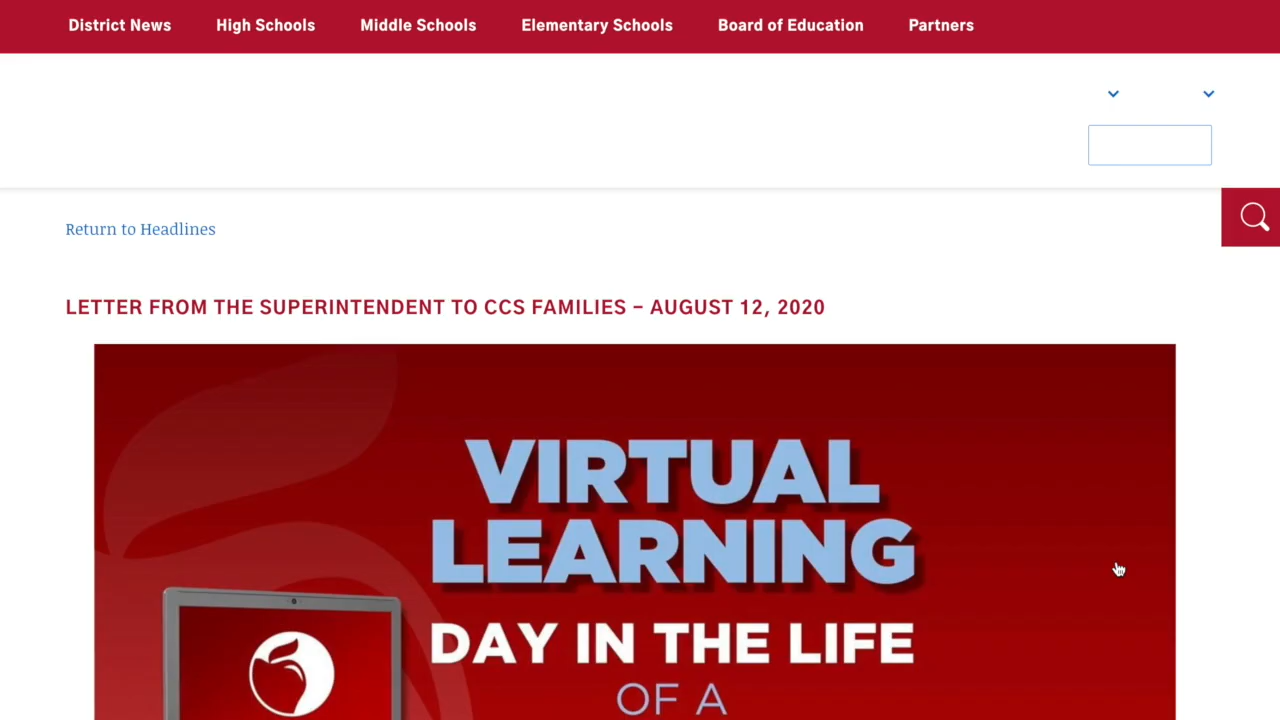 District News High Schools Middle Schools Elementary Schools Board of Education Partners
Return to Headlines
LETTER FROM THE SUPERINTENDENT TO CCS FAMILIES – AUGUST 12, 2020
VIRTUAL
LEARNING
DAY IN THE LIFE
OF A